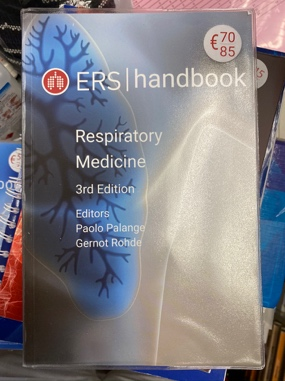 € 70
85
ERS | handbook
Respiratory
Medicine
3rd Edition
Editors
Paolo Palange
Gernot Rohde